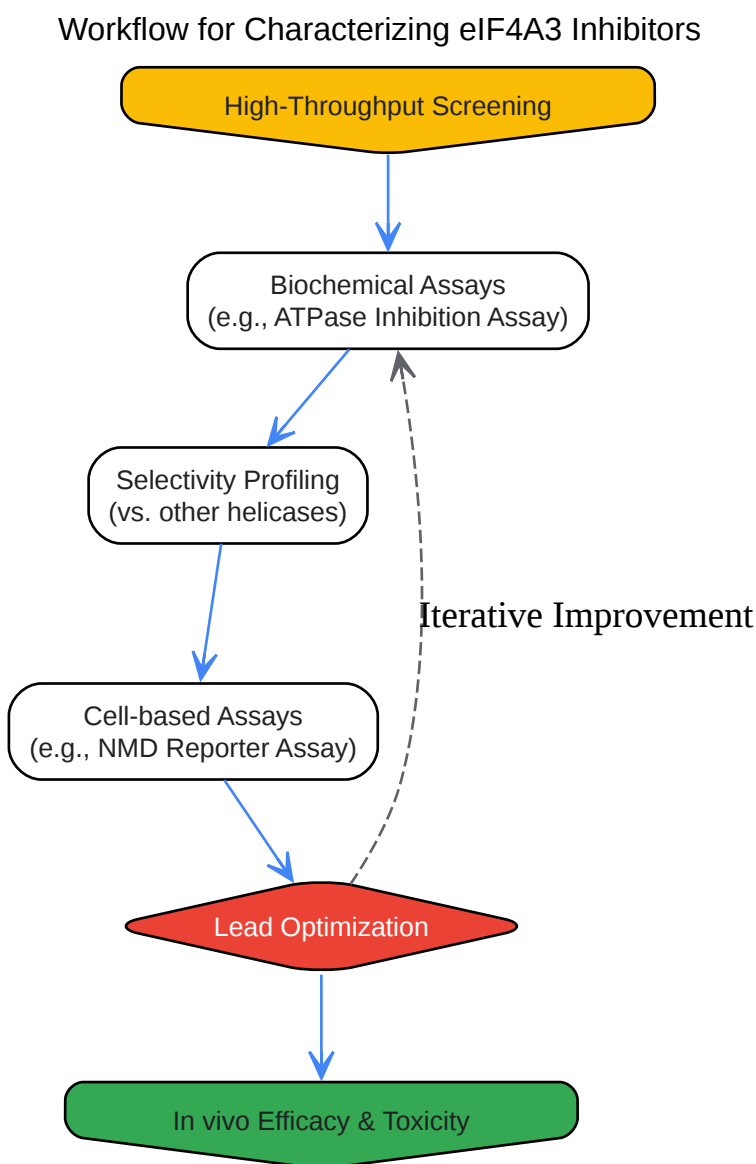 Workflow for Characterizing eIF4A3 Inhibitors
High-Throughput Screening
Biochemical Assays
(e.g., ATPase Inhibition Assay)
Selectivity Profiling
(vs. other helicases)
Iterative Improvement
Cell-based Assays
(e.g., NMD Reporter Assay)
Lead Optimization
In vivo Efficacy & Toxicity